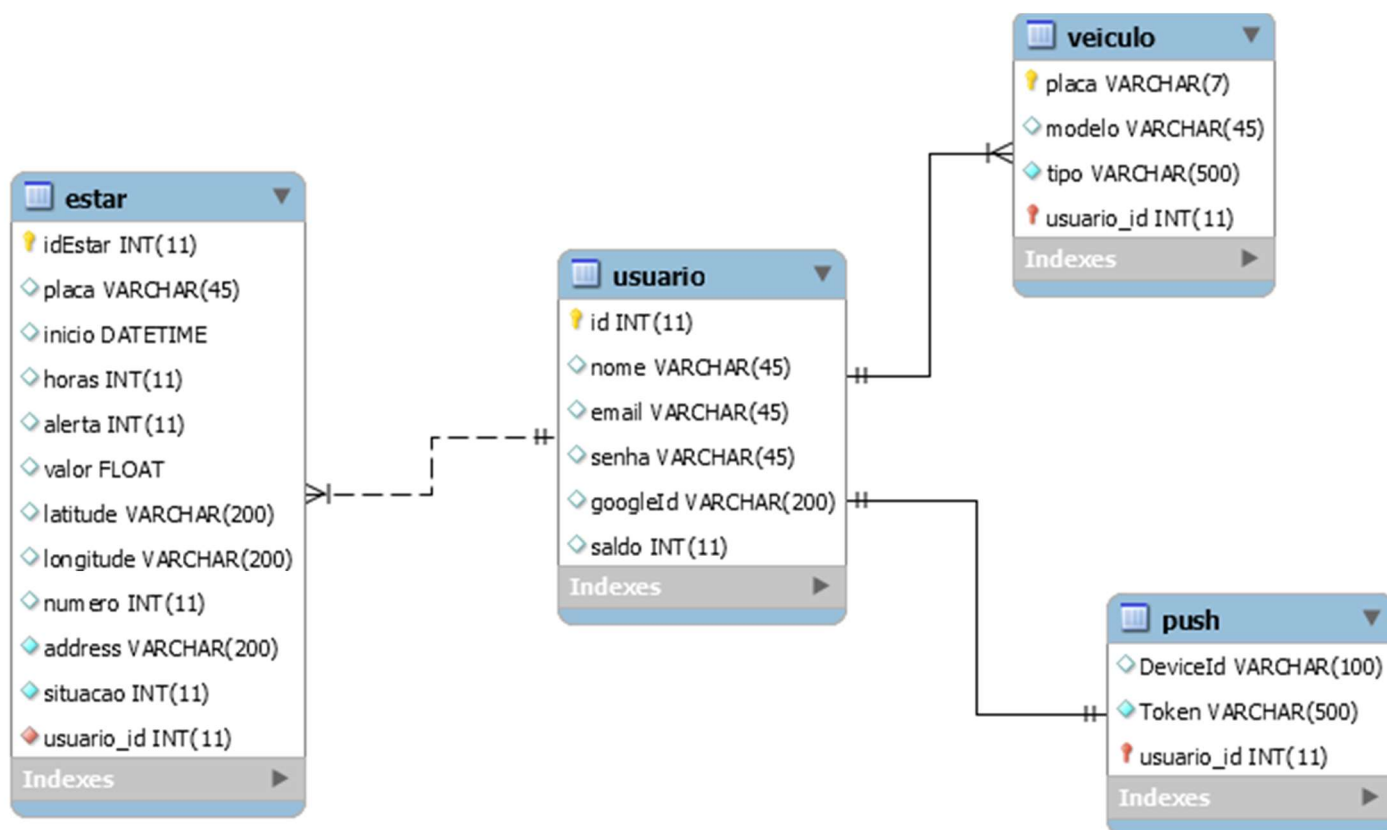 estar
idEstar INT(11)
placa VARCHAR(45)
inicio DATETIME
horas INT(11)
alerta INT(11)
valor FLOAT
latitude VARCHAR(200)
longitude VARCHAR(200)
numero INT(11)
address VARCHAR(200)
situacao INT(11)
usuario_id INT(11)
Indexes
usuario
id INT(11)
nome VARCHAR(45)
email VARCHAR(45)
senha VARCHAR(45)
googleId VARCHAR(200)
saldo INT(11)
Indexes
veiculo
placa VARCHAR(7)
modelo VARCHAR(45)
tipo VARCHAR(500)
usuario_id INT(11)
Indexes
push
DeviceId VARCHAR(100)
Token VARCHAR(500)
usuario_id INT(11)
Indexes